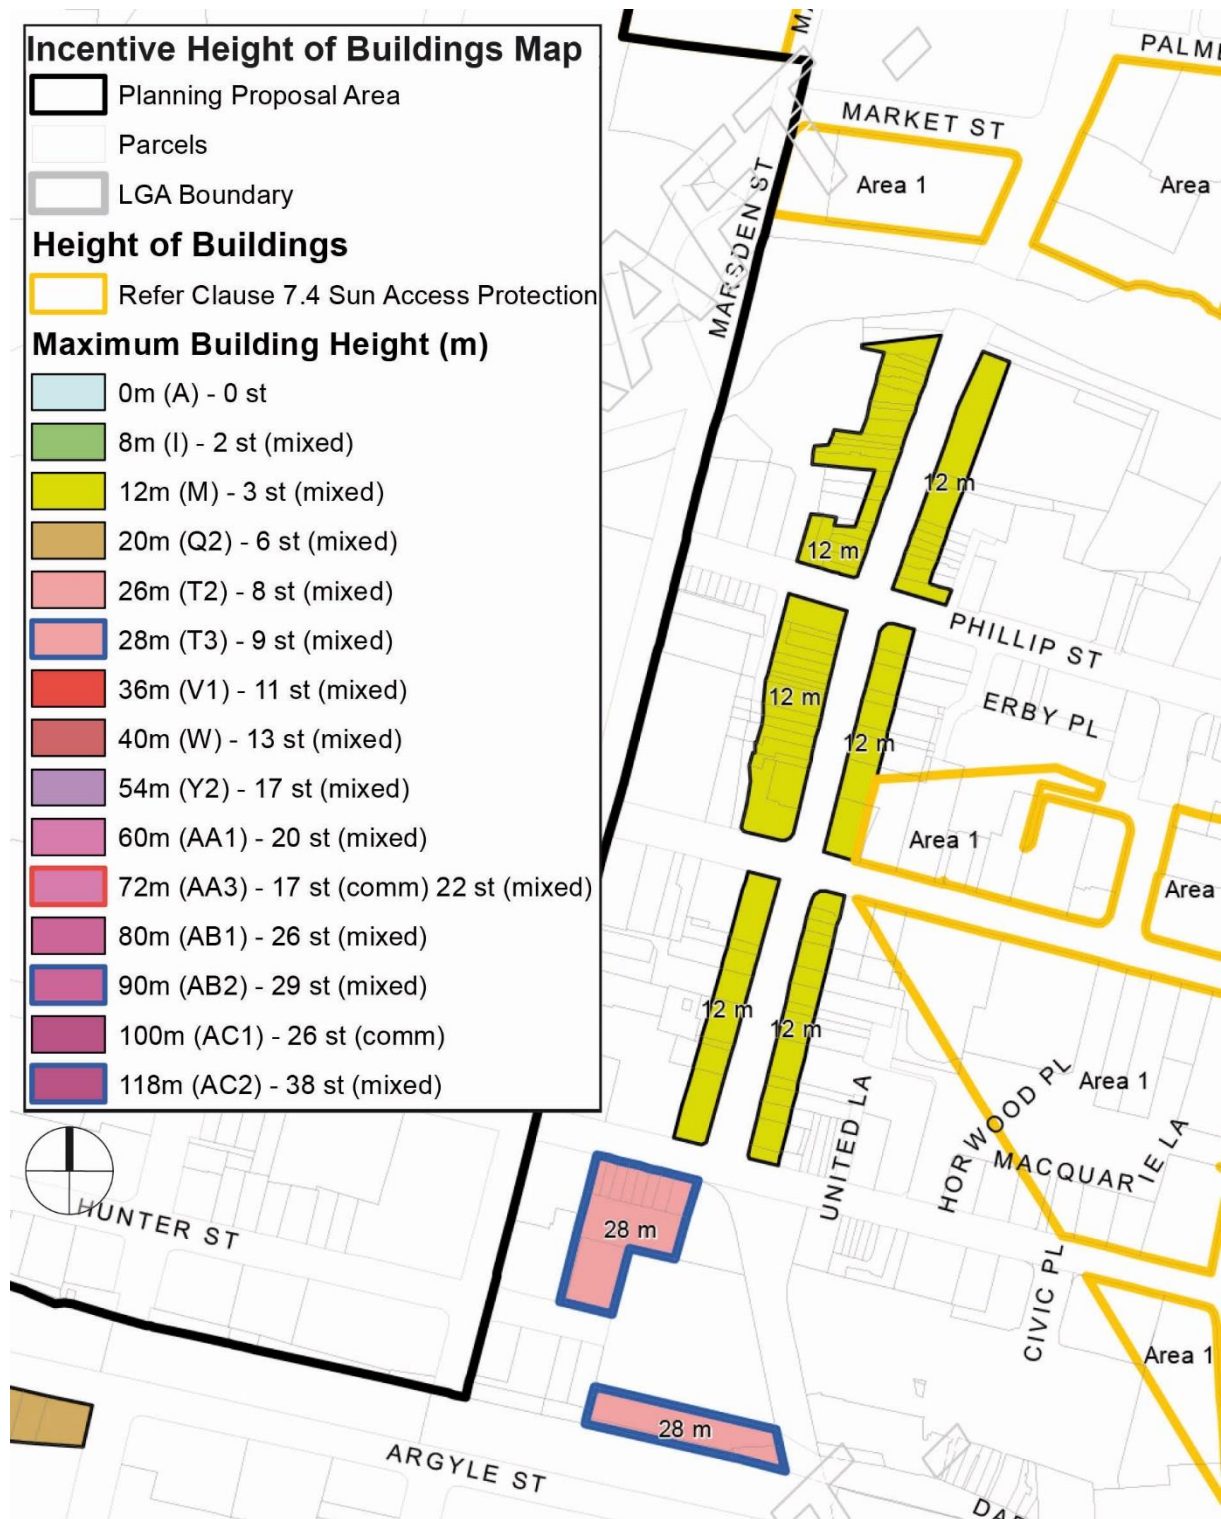 Incentive Height of Buildings Map
Planning Proposal Area
Parcels
LGA Boundary
Height of Buildings
Refer Clause 7.4 Sun Access Protection
Maximum Building Height (m)
0m (A) - 0 st
8m (I) - 2 st (mixed)
12m (M) - 3 st (mixed)
20m (Q2) - 6 st (mixed)
26m (T2) - 8 st (mixed)
28m (T3) - 9 st (mixed)
36m (V1) - 11 st (mixed)
40m (W) - 13 st (mixed)
54m (Y2) - 17 st (mixed)
60m (AA1) - 20 st (mixed)
72m (AA3) - 17 st (comm) 22 st (mixed)
80m (AB1) - 26 st (mixed)
90m (AB2) - 29 st (mixed)
100m (AC1) - 26 st (comm)
118m (AC2) - 38 st (mixed)
MARKET ST
Area 1
Area
MARSDEN ST
12 m
12 m
PHILLIP ST
ERBY PL
12 m
12 m
Area 1
Area
12 m
12 m
UNITED LA
HORWOOD PL
Area 1
MACQUARIE LA
28 m
HUNTER ST
CIVIC PL
Area 1
28 m
ARGYLE ST